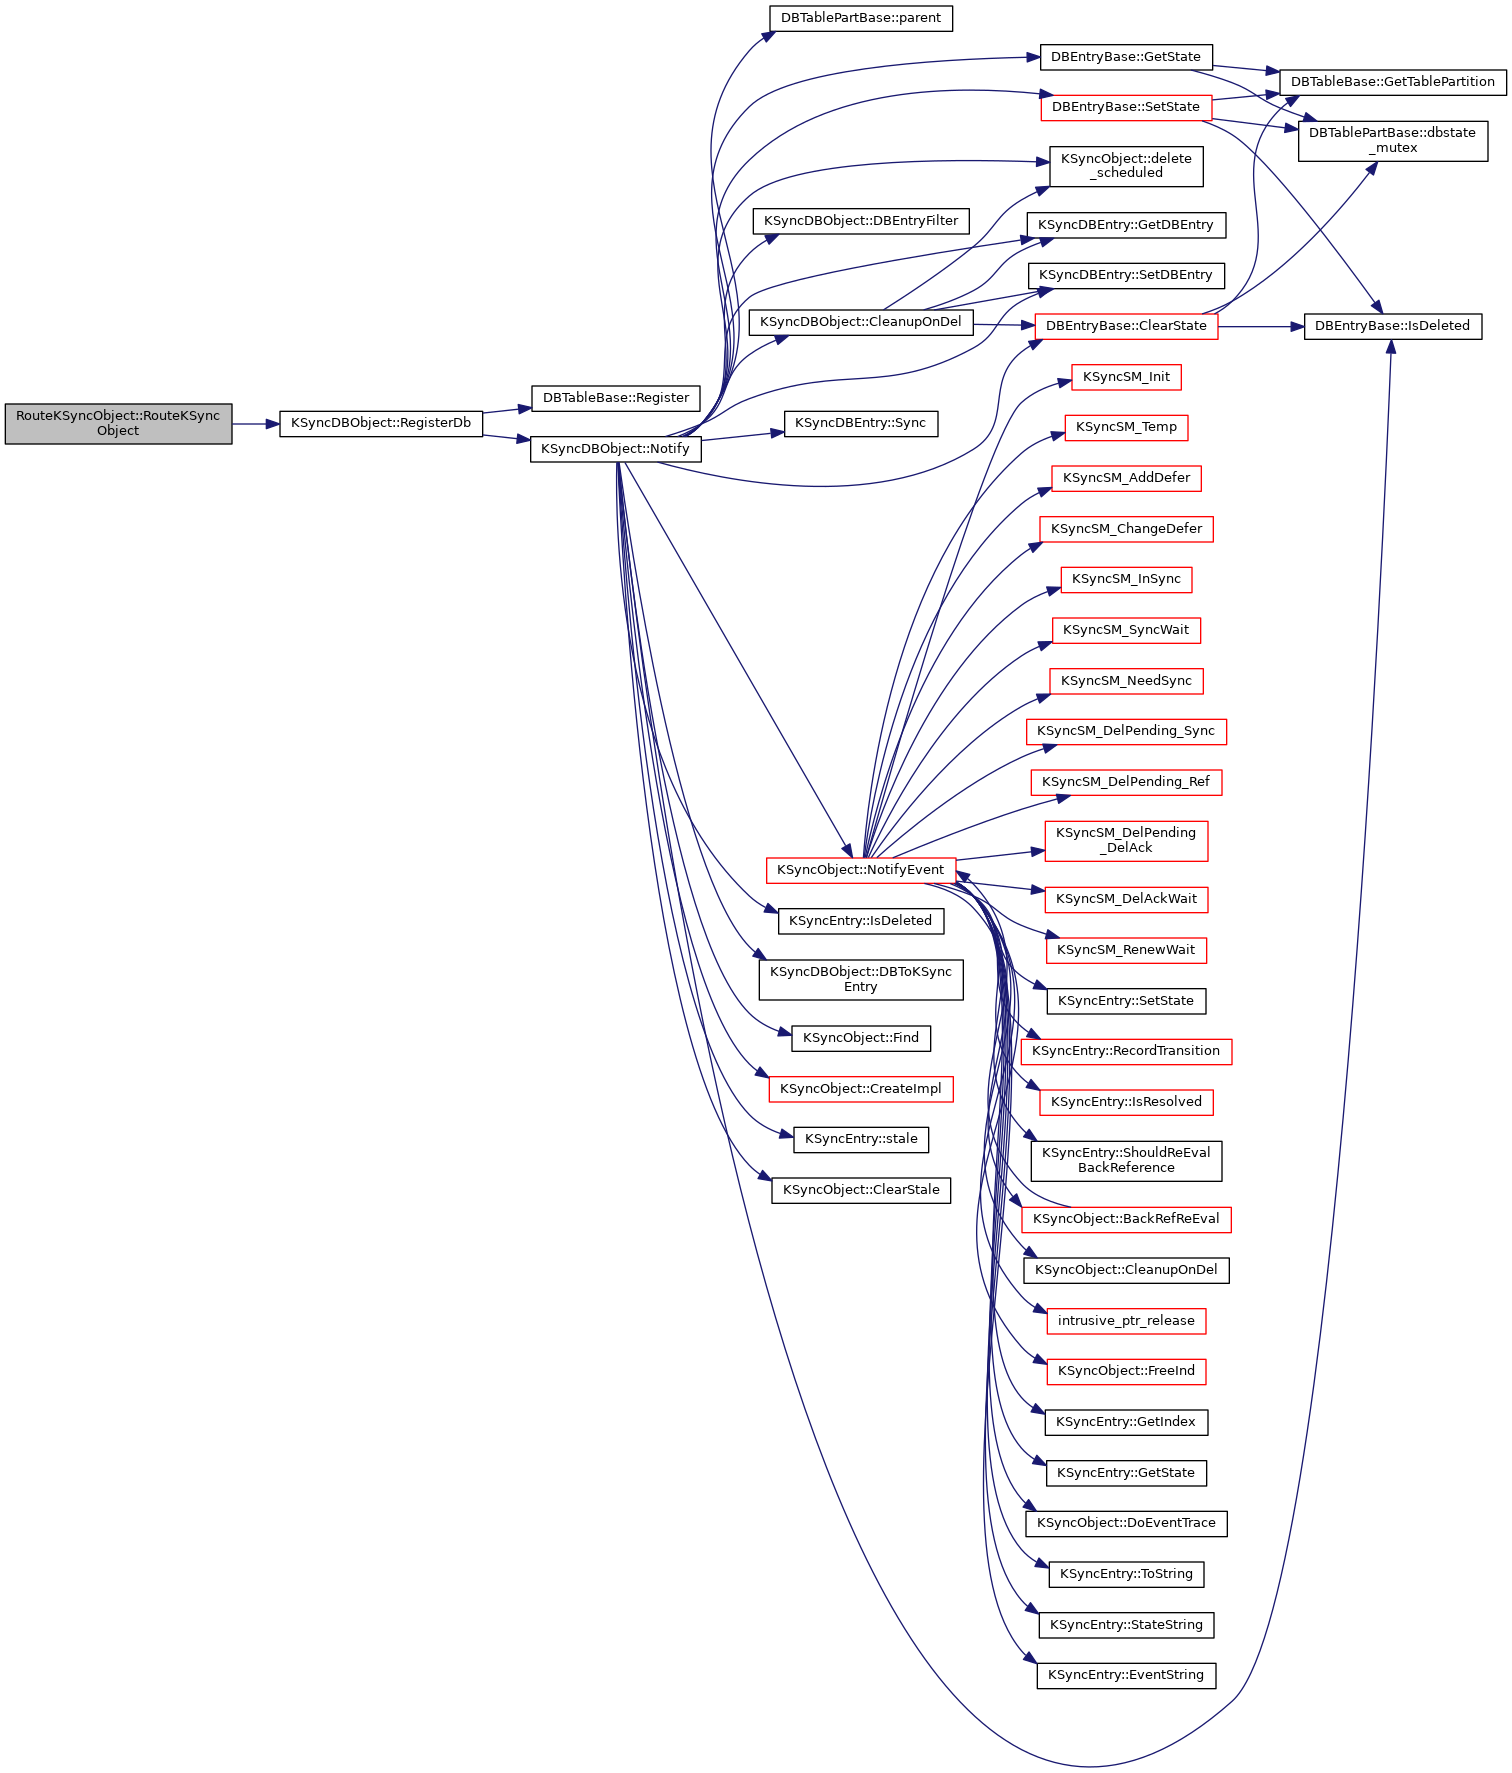 DBTablePartBase::parent
DBEntryBase::GetState
DBTableBase::GetTablePartition
DBEntryBase::SetState
DBTablePartBase::dbstate
_mutex
KSyncObject::delete
_scheduled
KSyncDBObject::DBEntryFilter
KSyncDBEntry::GetDBEntry
KSyncDBEntry::SetDBEntry
KSyncDBObject::CleanupOnDel
DBEntryBase::ClearState
DBEntryBase::IsDeleted
KSyncSM_Init
DBTableBase::Register
RouteKSyncObject::RouteKSync
Object
KSyncDBObject::RegisterDb
KSyncDBEntry::Sync
KSyncSM_Temp
KSyncDBObject::Notify
KSyncSM_AddDefer
KSyncSM_ChangeDefer
KSyncSM_InSync
KSyncSM_SyncWait
KSyncSM_NeedSync
KSyncSM_DelPending_Sync
KSyncSM_DelPending_Ref
KSyncSM_DelPending
_DelAck
KSyncObject::NotifyEvent
KSyncSM_DelAckWait
KSyncEntry::IsDeleted
KSyncSM_RenewWait
KSyncDBObject::DBToKSync
Entry
KSyncEntry::SetState
KSyncObject::Find
KSyncEntry::RecordTransition
KSyncObject::CreateImpl
KSyncEntry::IsResolved
KSyncEntry::stale
KSyncEntry::ShouldReEval
BackReference
KSyncObject::ClearStale
KSyncObject::BackRefReEval
KSyncObject::CleanupOnDel
intrusive_ptr_release
KSyncObject::FreeInd
KSyncEntry::GetIndex
KSyncEntry::GetState
KSyncObject::DoEventTrace
KSyncEntry::ToString
KSyncEntry::StateString
KSyncEntry::EventString